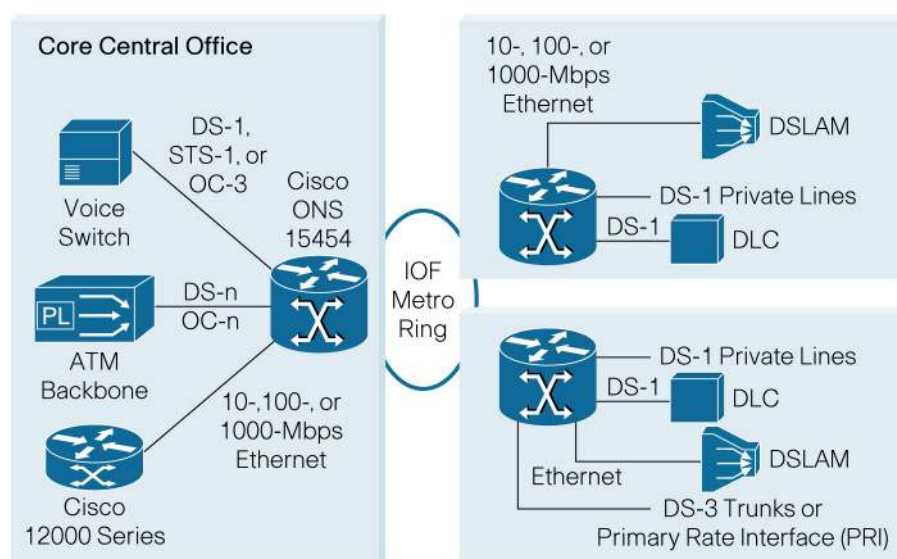 Core Central Office
DS-1,
STS-1, or
OC-3
Voice
Switch
Cisco
ONS
15454
PL
DS-n
OC-n
ATM
Backbone
10-,100-, or
1000-Mbps
Ethernet
Cisco
12000 Series
IOF
Metro
Ring
10-, 100-, or
1000-Mbps
Ethernet
DSLAM
DS-1 Private Lines
DS-1
DLC
DS-1 Private Lines
DS-1
DLC
Ethernet
DSLAM
DS-3 Trunks or
Primary Rate Interface (PRI)